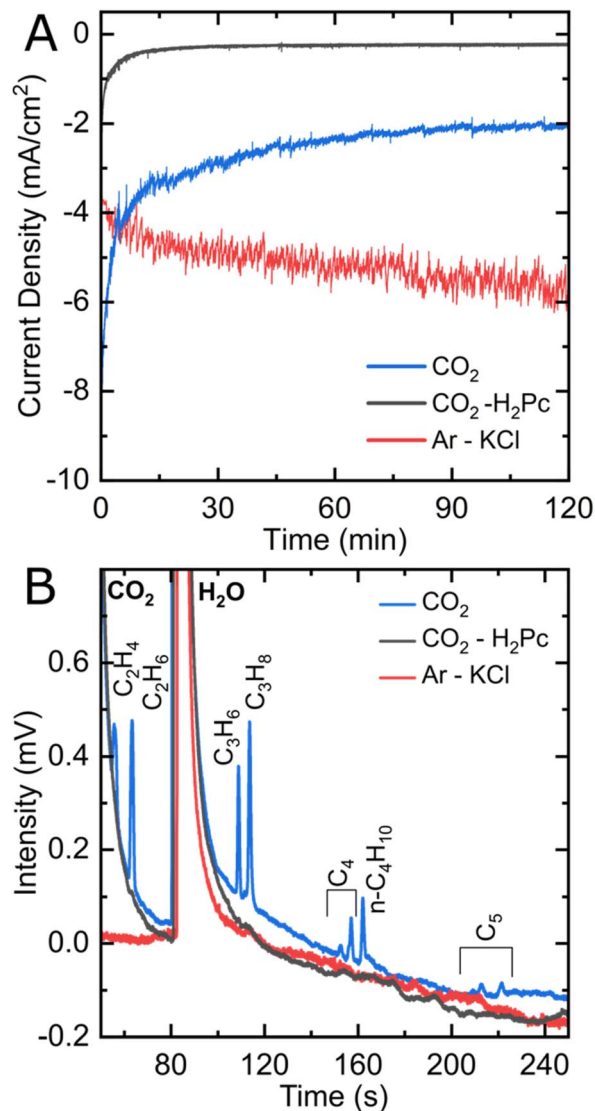 A
0
-2
-4
-6
-8
-10
Current Density (mA/cm²)
CO₂
CO₂ -H₂Pc
Ar - KCl
0 30 60 90 120
Time (min)
B
CO₂ H₂O
CO₂
CO₂ - H₂Pc
Ar - KCl
C₂H₄
C₂H₆
C₃H₆
C₃H₈
C₄
n-C₄H₁₀
C₅
0.6
0.4
0.2
0.0
-0.2
Intensity (mV)
80 120 160 200 240
Time (s)